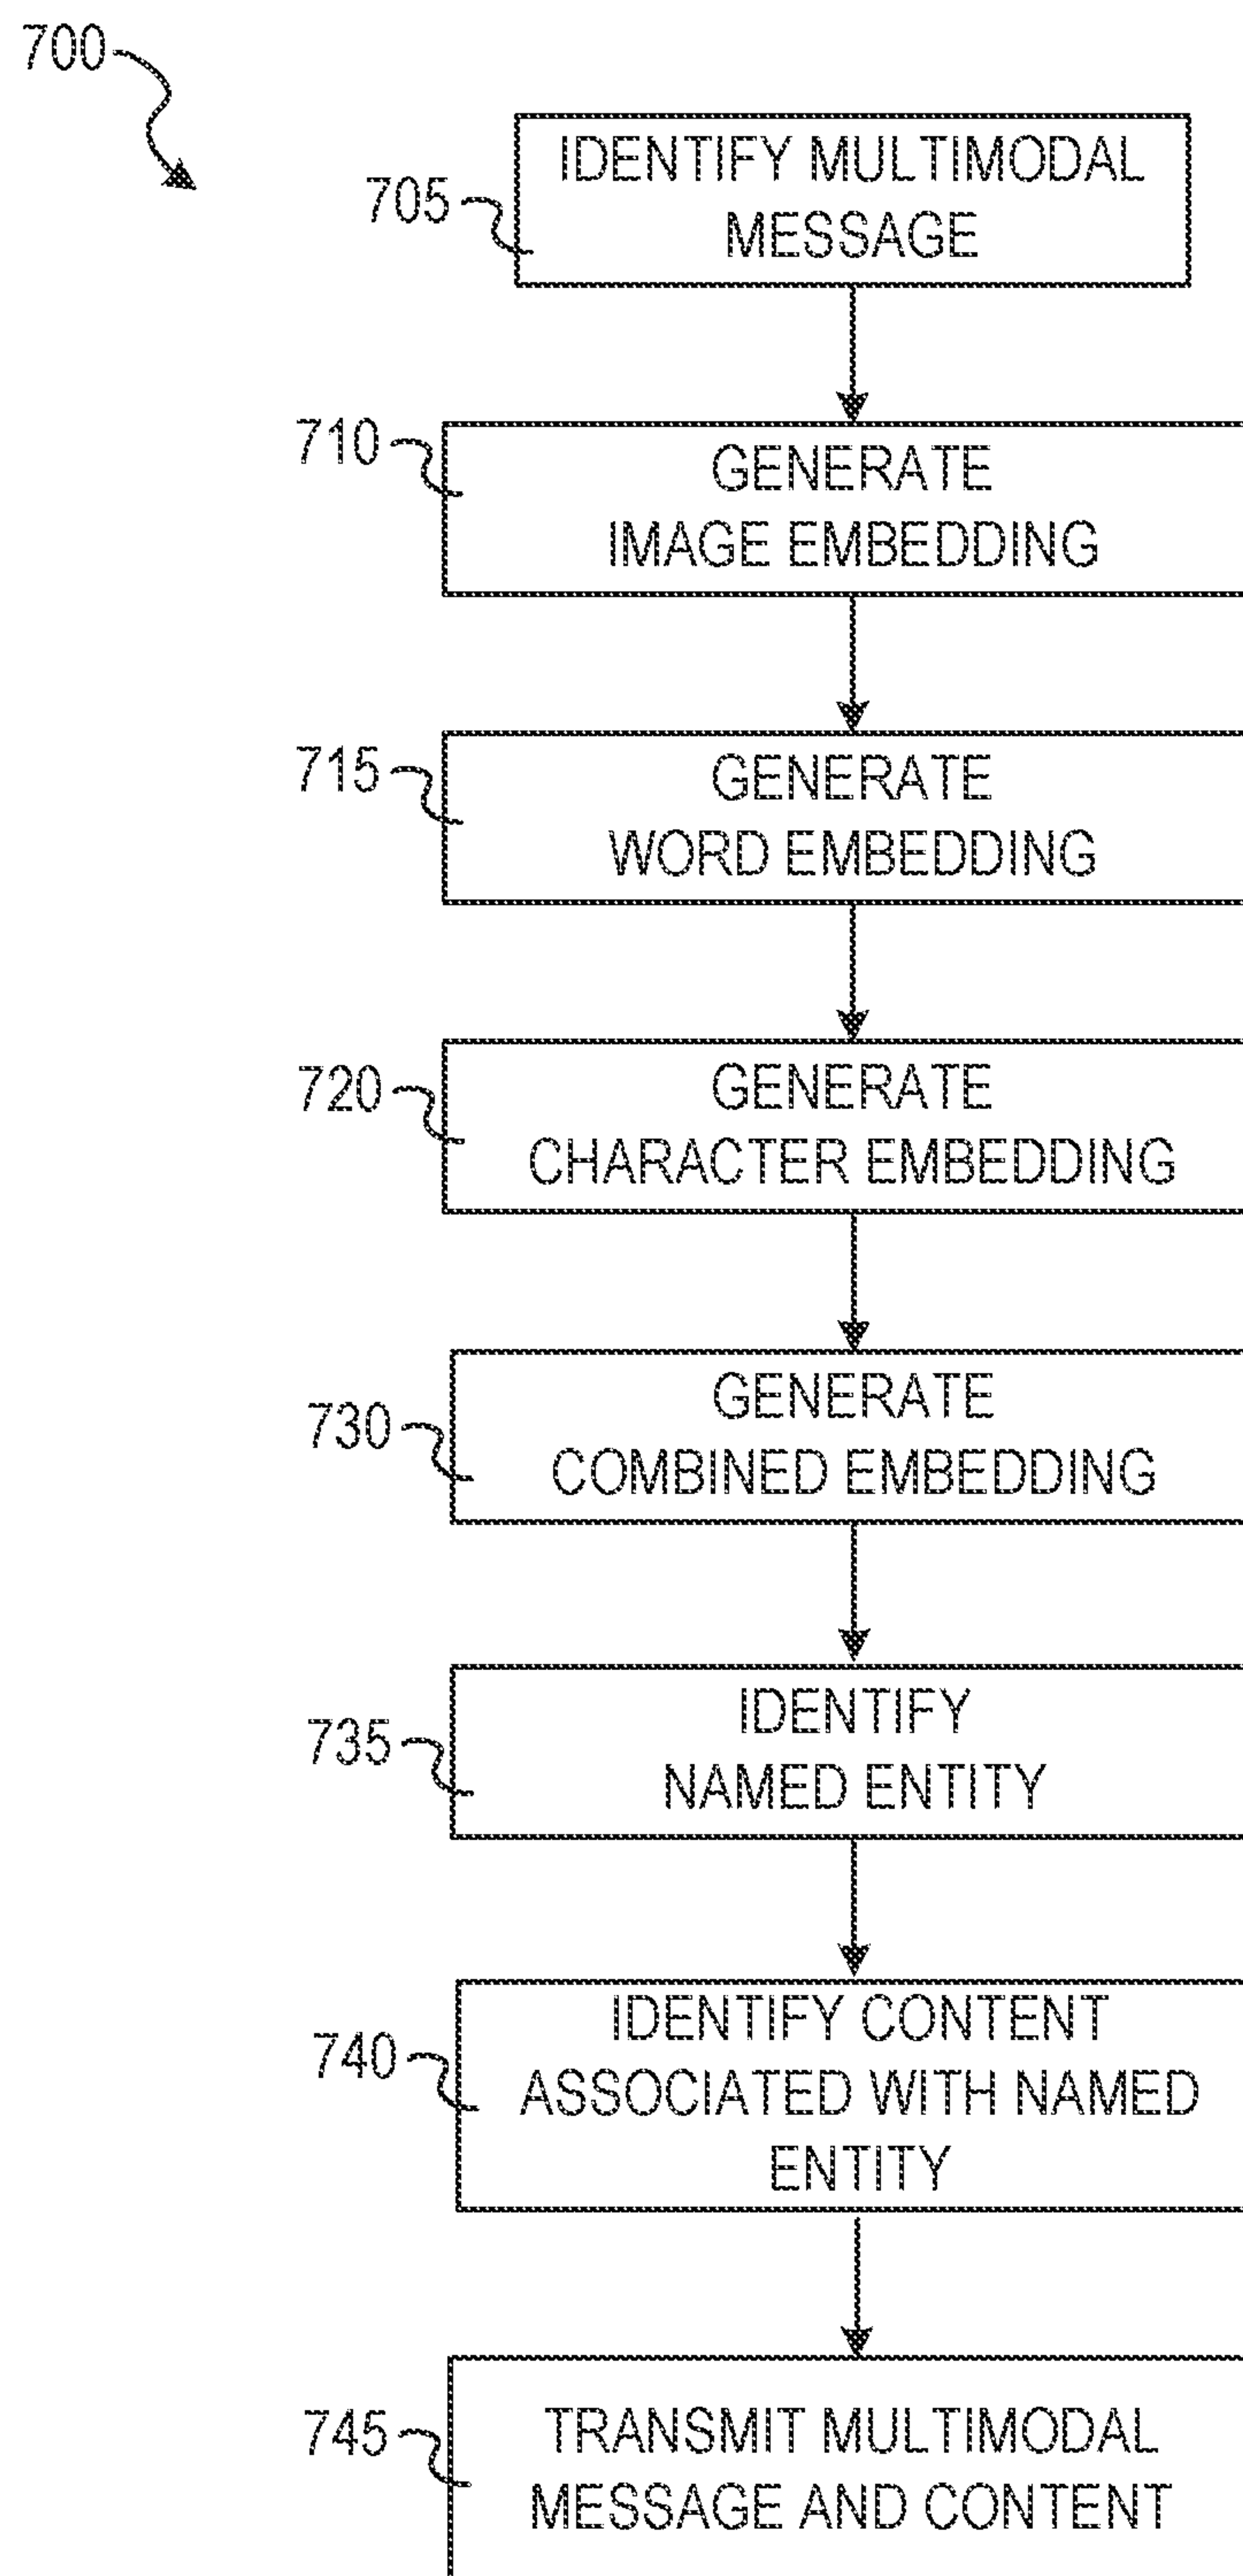 700
705
IDENTIFY MULTIMODAL
MESSAGE
710
GENERATE
IMAGE EMBEDDING
715
GENERATE
WORD EMBEDDING
720
GENERATE
CHARACTER EMBEDDING
730
GENERATE
COMBINED EMBEDDING
735
IDENTIFY
NAMED ENTITY
740
IDENTIFY CONTENT
ASSOCIATED WITH NAMED
ENTITY
745
TRANSMIT MULTIMODAL
MESSAGE AND CONTENT